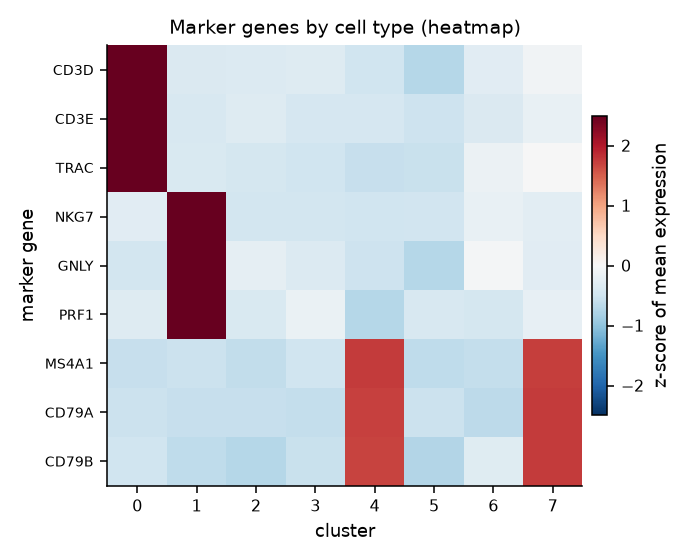 Marker genes by cell type (heatmap)
CD3D
CD3E
TRAC
NKG7
GNLY
PRF1
MS4A1
CD79A
CD79B
marker gene
0 1 2 3 4 5 6 7
cluster
2
1
0
−1
−2
z-score of mean expression